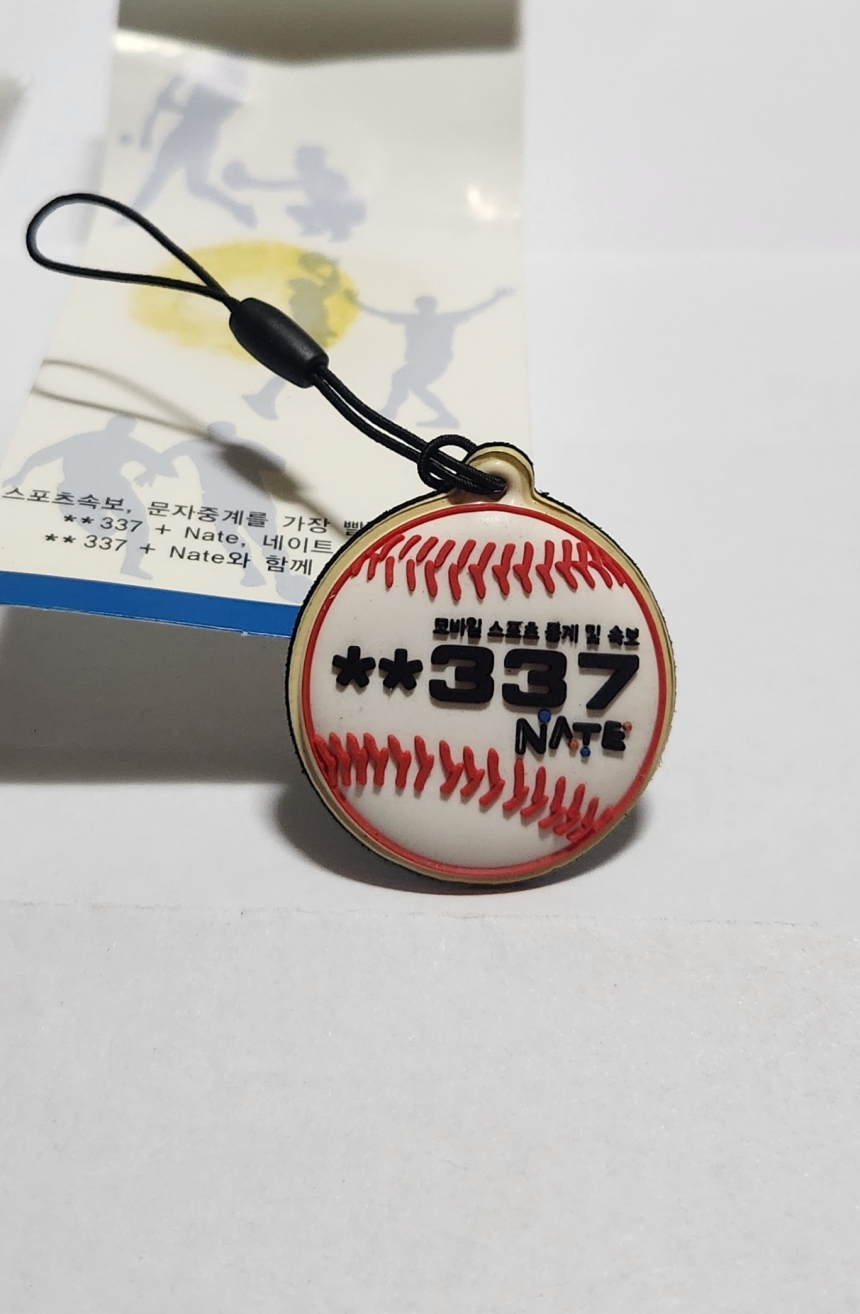 스포츠속보, 문자중계를 가장
**337 + Nate, 네이트
**337 + Nate와 함께
모바일 스포츠 통계 및 속보
**337
NATE